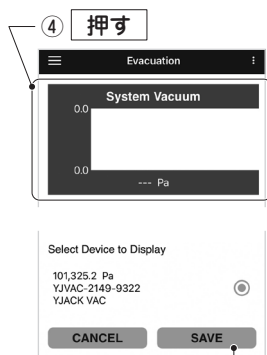 ④ 押す
Evacuation
System Vacuum
0.0
0.0
--- Pa
Select Device to Display
101,325.2 Pa
YJVAC-2149-9322
YJACK VAC
CANCEL SAVE